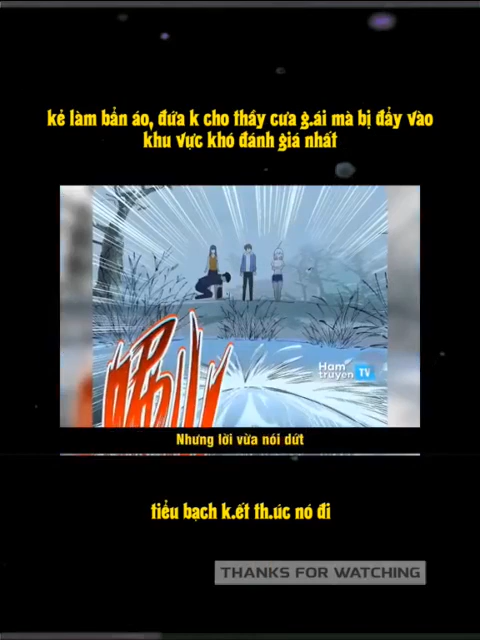 kẻ làm bẩn áo, đứa k cho thầy cưa g.ái mà bị đẩy vào
khu vực khó đánh giá nhất
Ham
truyen TV
Nhưng lời vừa nói dứt
tiểu bạch k.ết th.úc nó đi
THANKS FOR WATCHING